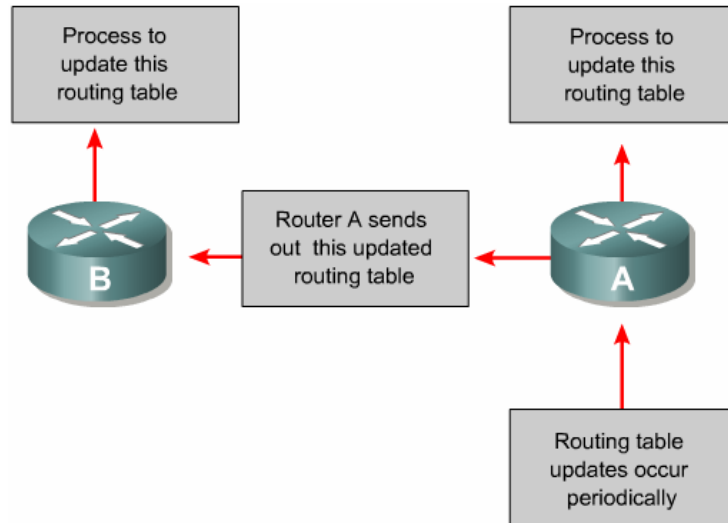 Process to
update this
routing table
Process to
update this
routing table
Router A sends
out this updated
routing table
B
A
Routing table
updates occur
periodically